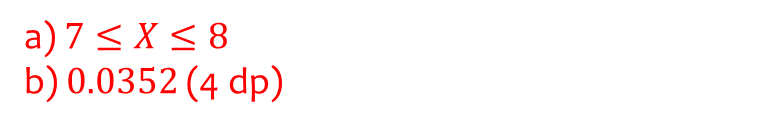 a) 7 ≤ X ≤ 8
b) 0.0352 (4 dp)